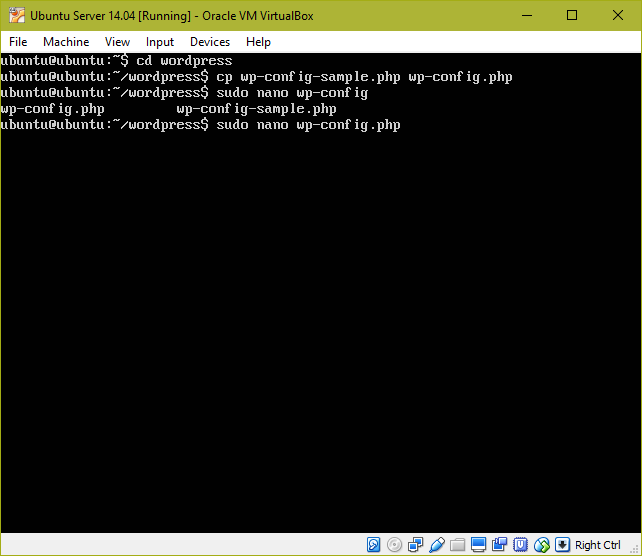 Ubuntu Server 14.04 [Running] - Oracle VM VirtualBox
File Machine View Input Devices Help
ubuntu@ubuntu:~$ cd wordpress
ubuntu@ubuntu:~/wordpress$ cp wp-config-sample.php wp-config.php
ubuntu@ubuntu:~/wordpress$ sudo nano wp-config
wp-config.php wp-config-sample.php
ubuntu@ubuntu:~/wordpress$ sudo nano wp-config.php
Right Ctrl